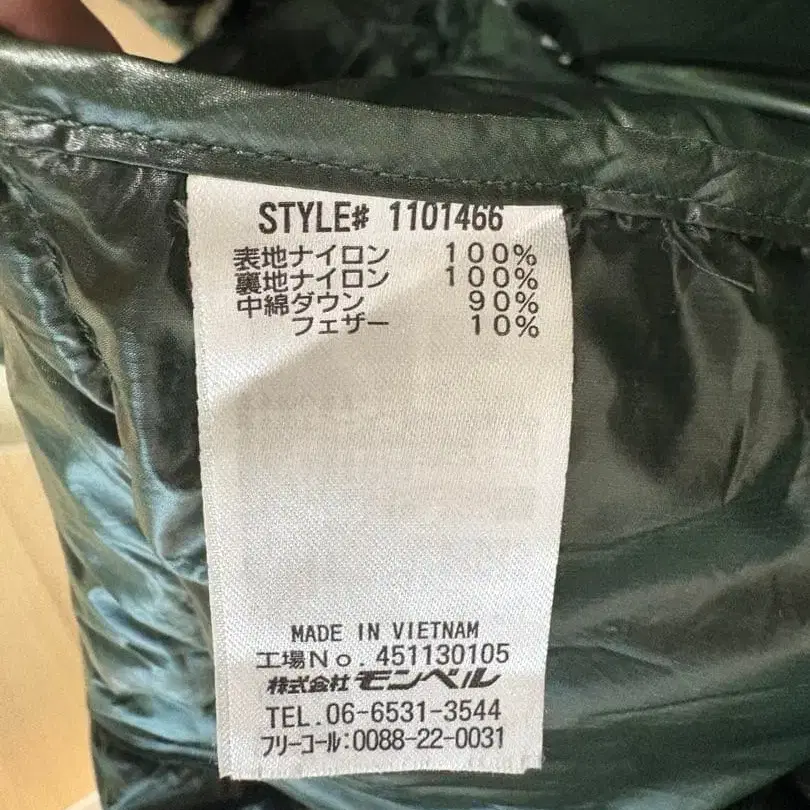 STYLE# 1101466
表地ナイロン 100%
裏地ナイロン 100%
中綿ダウン 90%
フェザー 10%
MADE IN VIETNAM
工場No. 451130105
株式会社モンベル
TEL.06-6531-3544
フリーコール:0088-22-0031